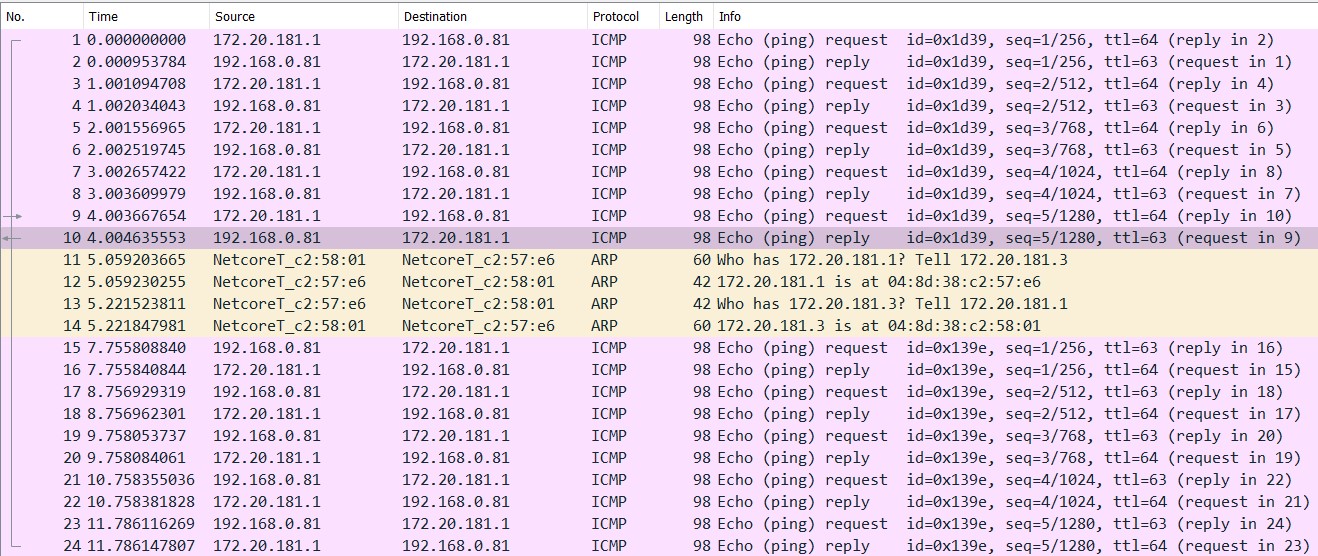 No. Time Source Destination Protocol Length Info
1 0.000000000 172.20.181.1 192.168.0.81 ICMP 98 Echo (ping) request id=0x1d39, seq=1/256, ttl=64 (reply in 2)
2 0.000953784 192.168.0.81 172.20.181.1 ICMP 98 Echo (ping) reply id=0x1d39, seq=1/256, ttl=63 (request in 1)
3 1.001094708 172.20.181.1 192.168.0.81 ICMP 98 Echo (ping) request id=0x1d39, seq=2/512, ttl=64 (reply in 4)
4 1.002034043 192.168.0.81 172.20.181.1 ICMP 98 Echo (ping) reply id=0x1d39, seq=2/512, ttl=63 (request in 3)
5 2.001556965 172.20.181.1 192.168.0.81 ICMP 98 Echo (ping) request id=0x1d39, seq=3/768, ttl=64 (reply in 6)
6 2.002519745 192.168.0.81 172.20.181.1 ICMP 98 Echo (ping) reply id=0x1d39, seq=3/768, ttl=63 (request in 5)
7 3.002657422 172.20.181.1 192.168.0.81 ICMP 98 Echo (ping) request id=0x1d39, seq=4/1024, ttl=64 (reply in 8)
8 3.003609979 192.168.0.81 172.20.181.1 ICMP 98 Echo (ping) reply id=0x1d39, seq=4/1024, ttl=63 (request in 7)
9 4.003667654 172.20.181.1 192.168.0.81 ICMP 98 Echo (ping) request id=0x1d39, seq=5/1280, ttl=64 (reply in 10)
10 4.004635553 192.168.0.81 172.20.181.1 ICMP 98 Echo (ping) reply id=0x1d39, seq=5/1280, ttl=63 (request in 9)
11 5.059203665 NetcoreT_c2:58:01 NetcoreT_c2:57:e6 ARP 60 Who has 172.20.181.1? Tell 172.20.181.3
12 5.059230255 NetcoreT_c2:57:e6 NetcoreT_c2:58:01 ARP 42 172.20.181.1 is at 04:8d:38:c2:57:e6
13 5.221523811 NetcoreT_c2:57:e6 NetcoreT_c2:58:01 ARP 42 Who has 172.20.181.3? Tell 172.20.181.1
14 5.221847981 NetcoreT_c2:58:01 NetcoreT_c2:57:e6 ARP 60 172.20.181.3 is at 04:8d:38:c2:58:01
15 7.755808840 192.168.0.81 172.20.181.1 ICMP 98 Echo (ping) request id=0x139e, seq=1/256, ttl=63 (reply in 16)
16 7.755840844 172.20.181.1 192.168.0.81 ICMP 98 Echo (ping) reply id=0x139e, seq=1/256, ttl=64 (request in 15)
17 8.756929319 192.168.0.81 172.20.181.1 ICMP 98 Echo (ping) request id=0x139e, seq=2/512, ttl=63 (reply in 18)
18 8.756962301 172.20.181.1 192.168.0.81 ICMP 98 Echo (ping) reply id=0x139e, seq=2/512, ttl=64 (request in 17)
19 9.758053737 192.168.0.81 172.20.181.1 ICMP 98 Echo (ping) request id=0x139e, seq=3/768, ttl=63 (reply in 20)
20 9.758084061 172.20.181.1 192.168.0.81 ICMP 98 Echo (ping) reply id=0x139e, seq=3/768, ttl=64 (request in 19)
21 10.758355036 192.168.0.81 172.20.181.1 ICMP 98 Echo (ping) request id=0x139e, seq=4/1024, ttl=63 (reply in 22)
22 10.758381828 172.20.181.1 192.168.0.81 ICMP 98 Echo (ping) reply id=0x139e, seq=4/1024, ttl=64 (request in 21)
23 11.786116269 192.168.0.81 172.20.181.1 ICMP 98 Echo (ping) request id=0x139e, seq=5/1280, ttl=63 (reply in 24)
24 11.786147807 172.20.181.1 192.168.0.81 ICMP 98 Echo (ping) reply id=0x139e, seq=5/1280, ttl=64 (request in 23)